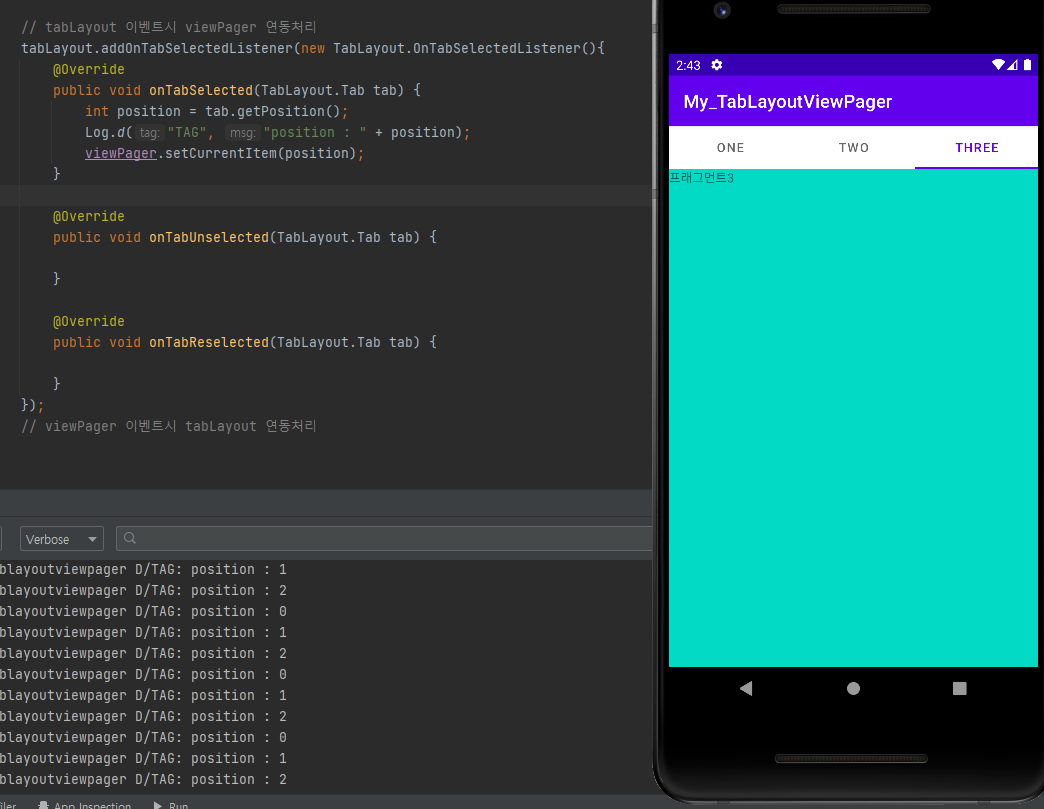 // tabLayout 이벤트시 viewPager 연동처리
tabLayout.addOnTabSelectedListener(new TabLayout.OnTabSelectedListener(){
@Override
public void onTabSelected(TabLayout.Tab tab) {
int position = tab.getPosition();
Log.d( tag: "TAG", msg: "position : " + position);
viewPager.setCurrentItem(position);
}
@Override
public void onTabUnselected(TabLayout.Tab tab) {
}
@Override
public void onTabReselected(TabLayout.Tab tab) {
}
});
// viewPager 이벤트시 tabLayout 연동처리
Verbose
blayoutviewpager D/TAG: position : 1
blayoutviewpager D/TAG: position : 2
blayoutviewpager D/TAG: position : 0
blayoutviewpager D/TAG: position : 1
blayoutviewpager D/TAG: position : 2
blayoutviewpager D/TAG: position : 0
blayoutviewpager D/TAG: position : 1
blayoutviewpager D/TAG: position : 2
blayoutviewpager D/TAG: position : 0
blayoutviewpager D/TAG: position : 1
blayoutviewpager D/TAG: position : 2
iler App Inspection Run
2:43
My_TabLayoutViewPager
ONE TWO THREE
프래그먼트3